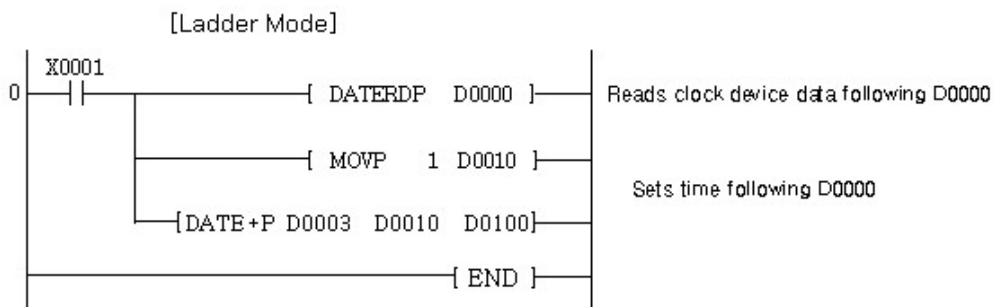 [Ladder Mode]
X0001
0
[ DATERDP D0000 ]
Reads clock device data following D0000
[ MOVP 1 D0010 ]
Sets time following D0000
[DATE+P D0003 D0010 D0100]
[ END ]